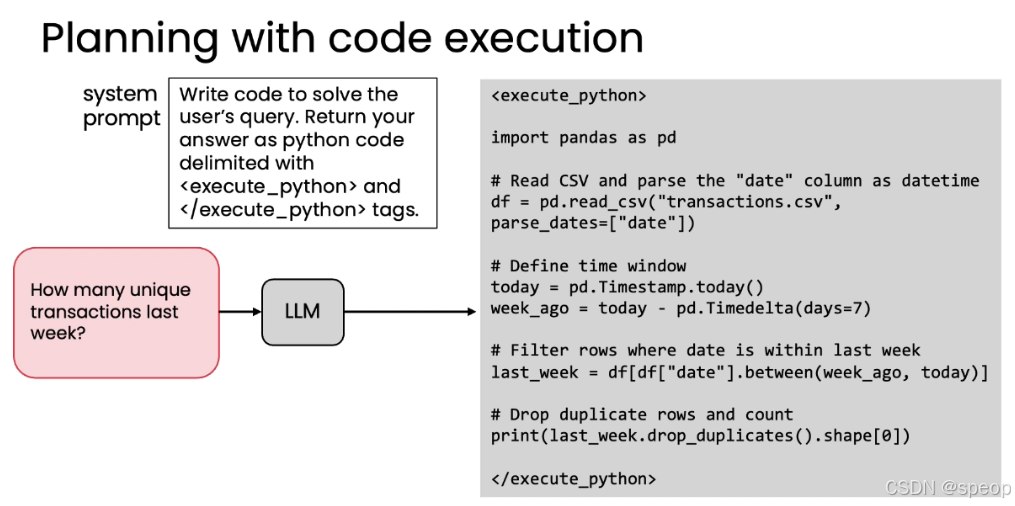 Planning with code execution
system
prompt
Write code to solve the
user's query. Return your
answer as python code
delimited with
<execute_python> and
</execute_python> tags.
How many unique
transactions last
week?
LLM
<execute_python>
import pandas as pd
# Read CSV and parse the "date" column as datetime
df = pd.read_csv("transactions.csv",
parse_dates=["date"])
# Define time window
today = pd.Timestamp.today()
week_ago = today - pd.Timedelta(days=7)
# Filter rows where date is within last week
last_week = df[df["date"].between(week_ago, today)]
# Drop duplicate rows and count
print(last_week.drop_duplicates().shape[0])
</execute_python>
CSDN @speop